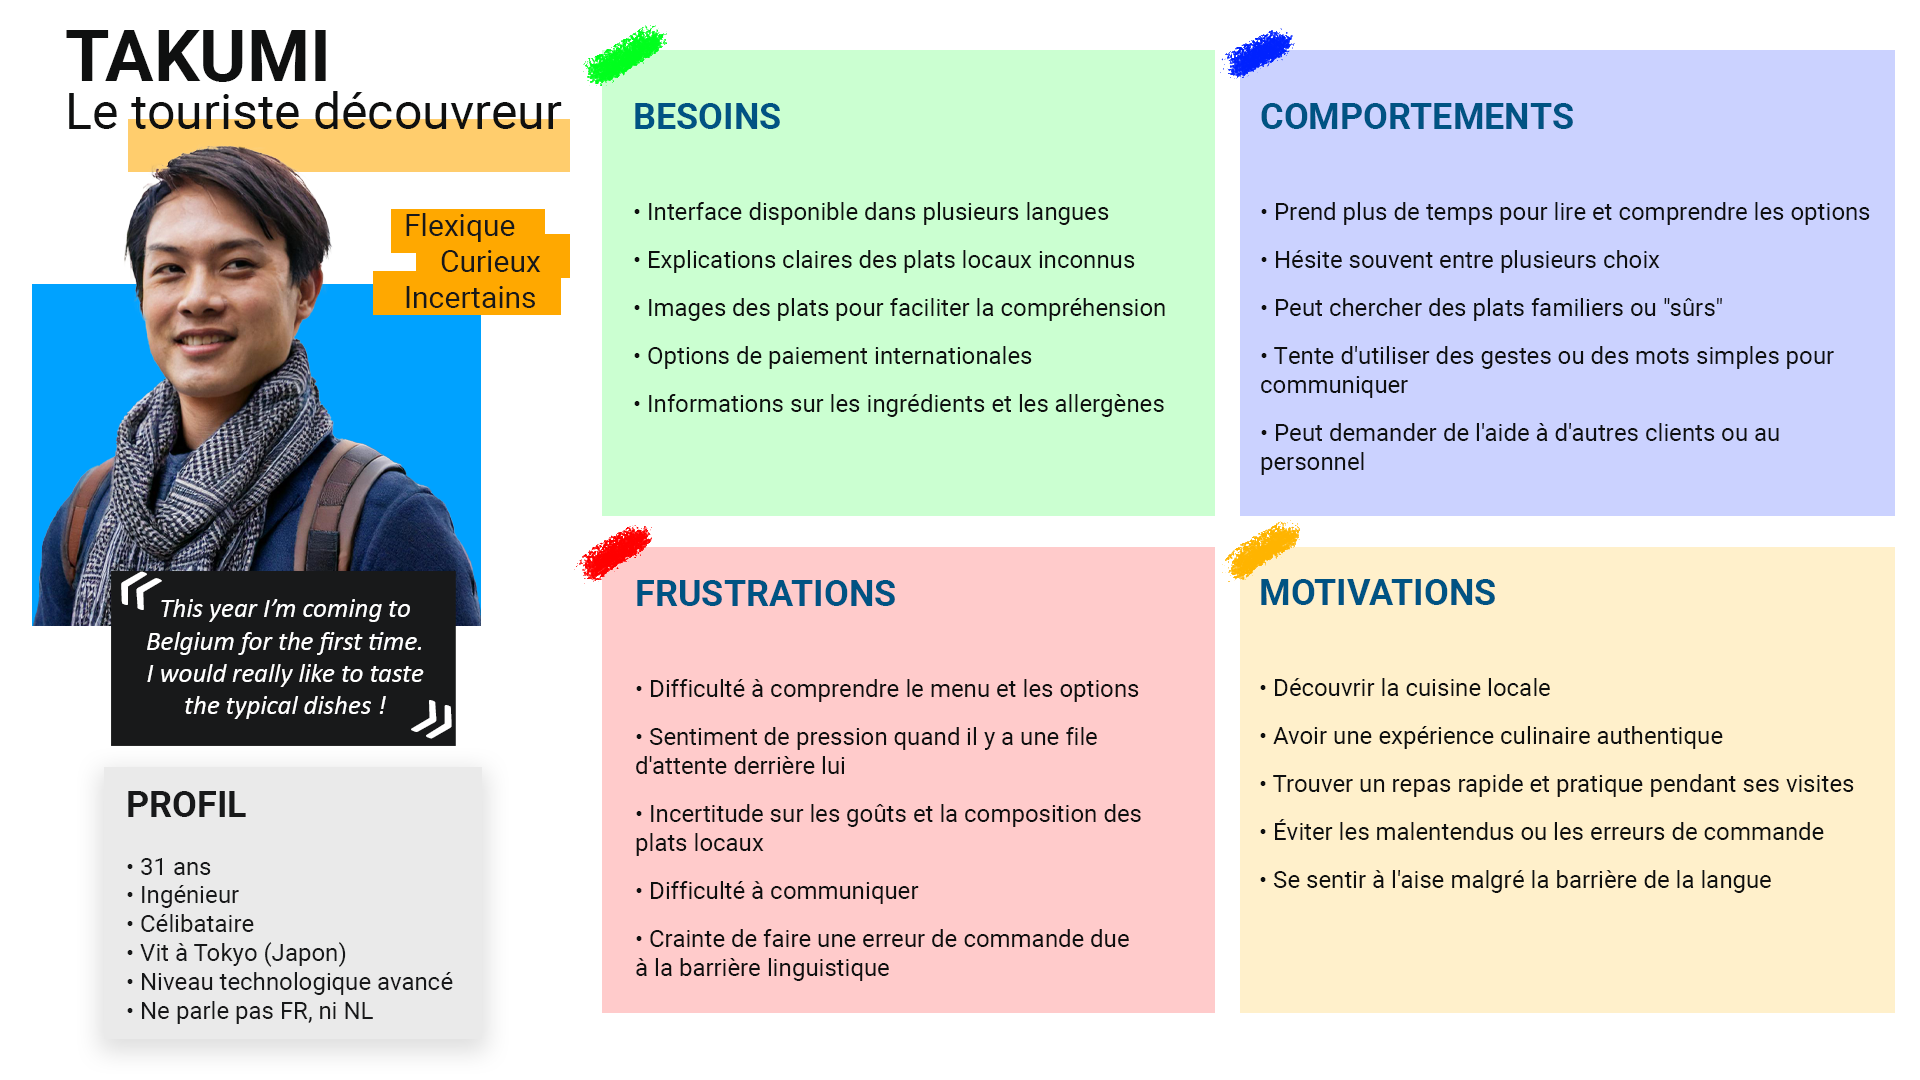 TAKUMI
Le touriste découvreur
Flexique
Curieux
Incertains
This year I'm coming to
Belgium for the first time.
I would really like to taste
the typical dishes !
PROFIL
• 31 ans
• Ingénieur
• Célibataire
• Vit à Tokyo (Japon)
• Niveau technologique avancé
• Ne parle pas FR, ni NL
BESOINS
• Interface disponible dans plusieurs langues
• Explications claires des plats locaux inconnus
• Images des plats pour faciliter la compréhension
• Options de paiement internationales
• Informations sur les ingrédients et les allergènes
COMPORTEMENTS
• Prend plus de temps pour lire et comprendre les options
• Hésite souvent entre plusieurs choix
• Peut chercher des plats familiers ou "sûrs"
• Tente d'utiliser des gestes ou des mots simples pour
communiquer
• Peut demander de l'aide à d'autres clients ou au
personnel
FRUSTRATIONS
• Difficulté à comprendre le menu et les options
• Sentiment de pression quand il y a une file
d'attente derrière lui
• Incertitude sur les goûts et la composition des
plats locaux
• Difficulté à communiquer
• Crainte de faire une erreur de commande due
à la barrière linguistique
MOTIVATIONS
• Découvrir la cuisine locale
• Avoir une expérience culinaire authentique
• Trouver un repas rapide et pratique pendant ses visites
• Éviter les malentendus ou les erreurs de commande
• Se sentir à l'aise malgré la barrière de la langue